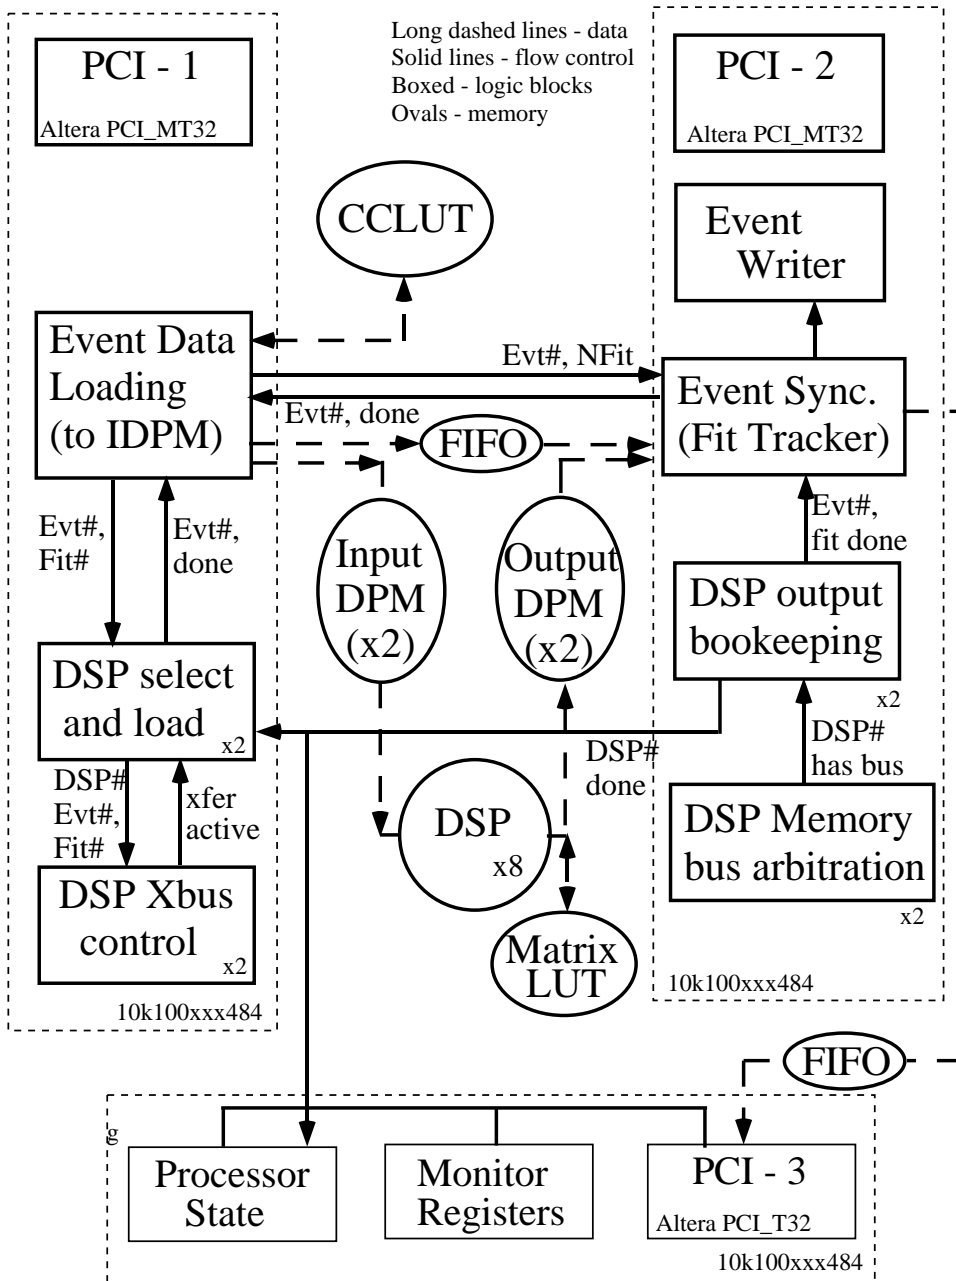 Long dashed lines - data
Solid lines - flow control
Boxed - logic blocks
Ovals - memory
PCI - 1
Altera PCI_MT32
PCI - 2
Altera PCI_MT32
CCLUT
Event
Writer
Event Data
Loading
(to IDPM)
Evt#, NFit
Evt#, done
FIFO
Event Sync.
(Fit Tracker)
Evt#,
Fit#
Evt#,
done
Input
DPM
(x2)
Output
DPM
(x2)
Evt#,
fit done
DSP output
bookeeping
x2
DSP select
and load
x2
DSP#
done
DSP#
has bus
DSP#
Evt#,
Fit#
xfer
active
DSP
x8
DSP Memory
bus arbitration
x2
DSP Xbus
control
x2
Matrix
LUT
10k100xxx484
10k100xxx484
FIFO
g
Processor
State
Monitor
Registers
PCI - 3
Altera PCI_T32
10k100xxx484